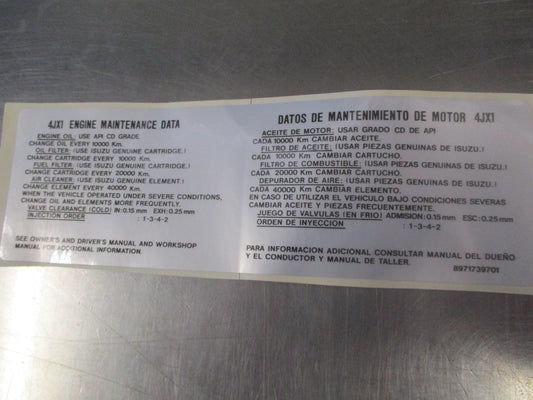 4JX1 ENGINE MAINTENANCE DATA
ENGINE OIL: USE API CD GRADE.
CHANGE OIL EVERY 10000 Km.
OIL FILTER: (USE ISUZU GENUINE CARTRIDGE.)
CHANGE CARTRIDGE EVERY 10000 Km.
FUEL FILTER: (USE ISUZU GENUINE CARTRIDGE.)
CHANGE CARTRIDGE EVERY 20000 Km.
AIR CLEANER: (USE ISUZU GENUINE ELEMENT.)
CHANGE ELEMENT EVERY 40000 Km.
WHEN THE VEHICLE OPERATED UNDER SEVERE CONDITIONS,
CHANGE OIL AND ELEMENTS MORE FREQUENTLY.
VALVE CLEARANCE (COLD) IN:0.15 mm EXH:0.25 mm
INJECTION ORDER :1-3-4-2
SEE OWNER'S AND DRIVER'S MANUAL AND WORKSHOP
MANUAL FOR ADDITIONAL INFORMATION.
DATOS DE MANTENIMIENTO DE MOTOR 4JX1
ACEITE DE MOTOR: USAR GRADO CD DE API
CADA 10000 Km CAMBIAR ACEITE.
FILTRO DE ACEITE: (USAR PIEZAS GENUINAS DE ISUZU.)
CADA 10000 Km CAMBIAR CARTUCHO.
FILTRO DE COMBUSTIBLE: (USAR PIEZAS GENUINAS DE ISUZU.)
CADA 20000 Km CAMBIAR CARTUCHO.
DEPURADOR DE AIRE: (USAR PIEZAS GENUINAS DE ISUZU.)
CADA 40000 Km CAMBIAR ELEMENTO.
EN CASO DE UTILIZAR EL VEHICULO BAJO CONDICIONES SEVERAS
CAMBIAR ACEITE Y PIEZAS FRECUENTEMENTE.
JUEGO DE VALVULAS (EN FRIO) ADMISION:0.15 mm ESC:0.25 mm
ORDEN DE INYECCION :1-3-4-2
PARA INFORMACION ADICIONAL CONSULTAR MANUAL DEL DUEÑO
Y EL CONDUCTOR Y MANUAL DE TALLER.
8971739701